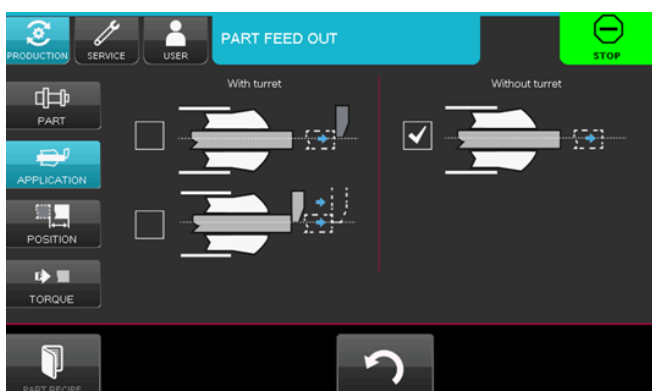 PRODUCTION
SERVICE
USER
PART FEED OUT
STOP
With turret
Without turret
PART
APPLICATION
POSITION
TORQUE
PART RECIPE